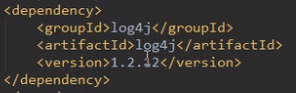 <dependency>
<groupId>log4j</groupId>
<artifactId>log4j</artifactId>
<version>1.2.12</version>
</dependency>